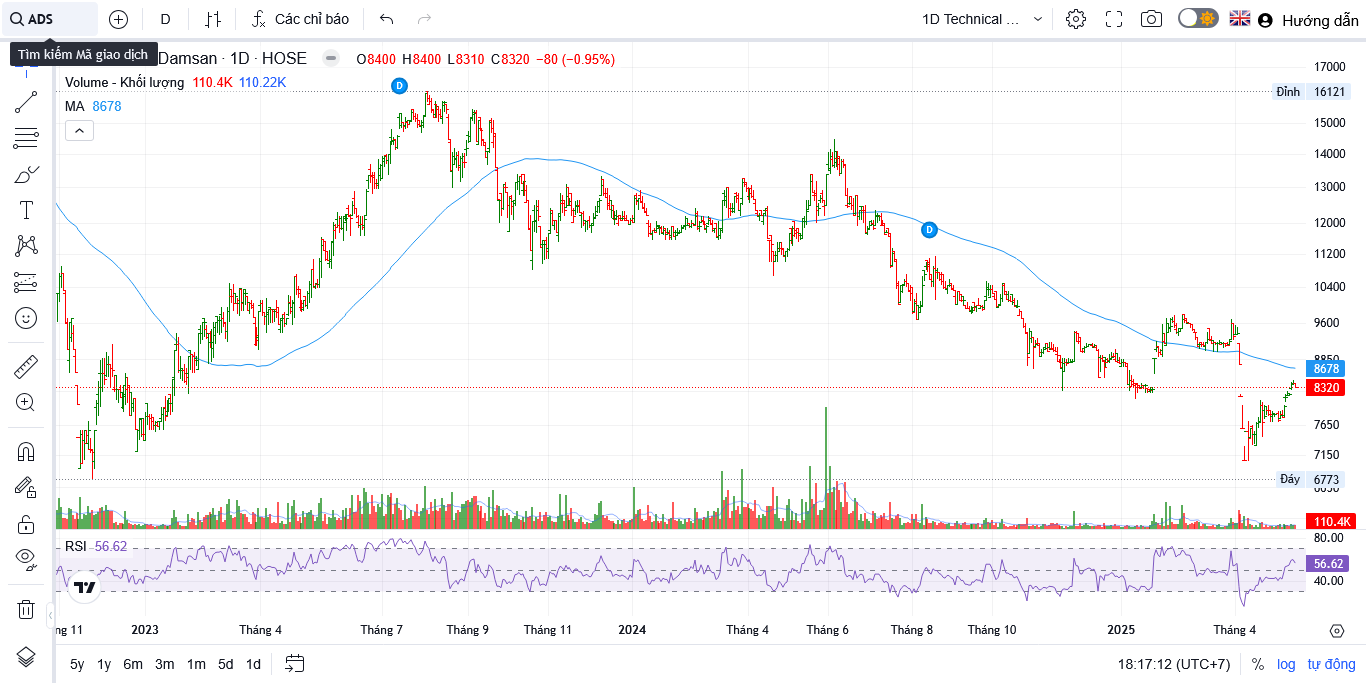 ADS
D
Các chỉ báo
1D Technical ...
Hướng dẫn
Tìm kiếm Mã giao dịch
Damsan · 1D · HOSE
O8400 H8400 L8310 C8320 −80 (−0.95%)
Volume - Khối lượng 110.4K 110.22K
MA 8678
D
D
17000
Đỉnh 16121
15000
14000
13000
12000
11200
10400
9600
8850
8678
8320
7650
7150
Đáy 6773
110.4K
RSI 56.62
80.00
56.62
40.00
ng 11 2023 Tháng 4 Tháng 7 Tháng 9 Tháng 11 2024 Tháng 4 Tháng 6 Tháng 8 Tháng 10 2025 Tháng 4
5y 1y 6m 3m 1m 5d 1d
18:17:12 (UTC+7) % log tự động